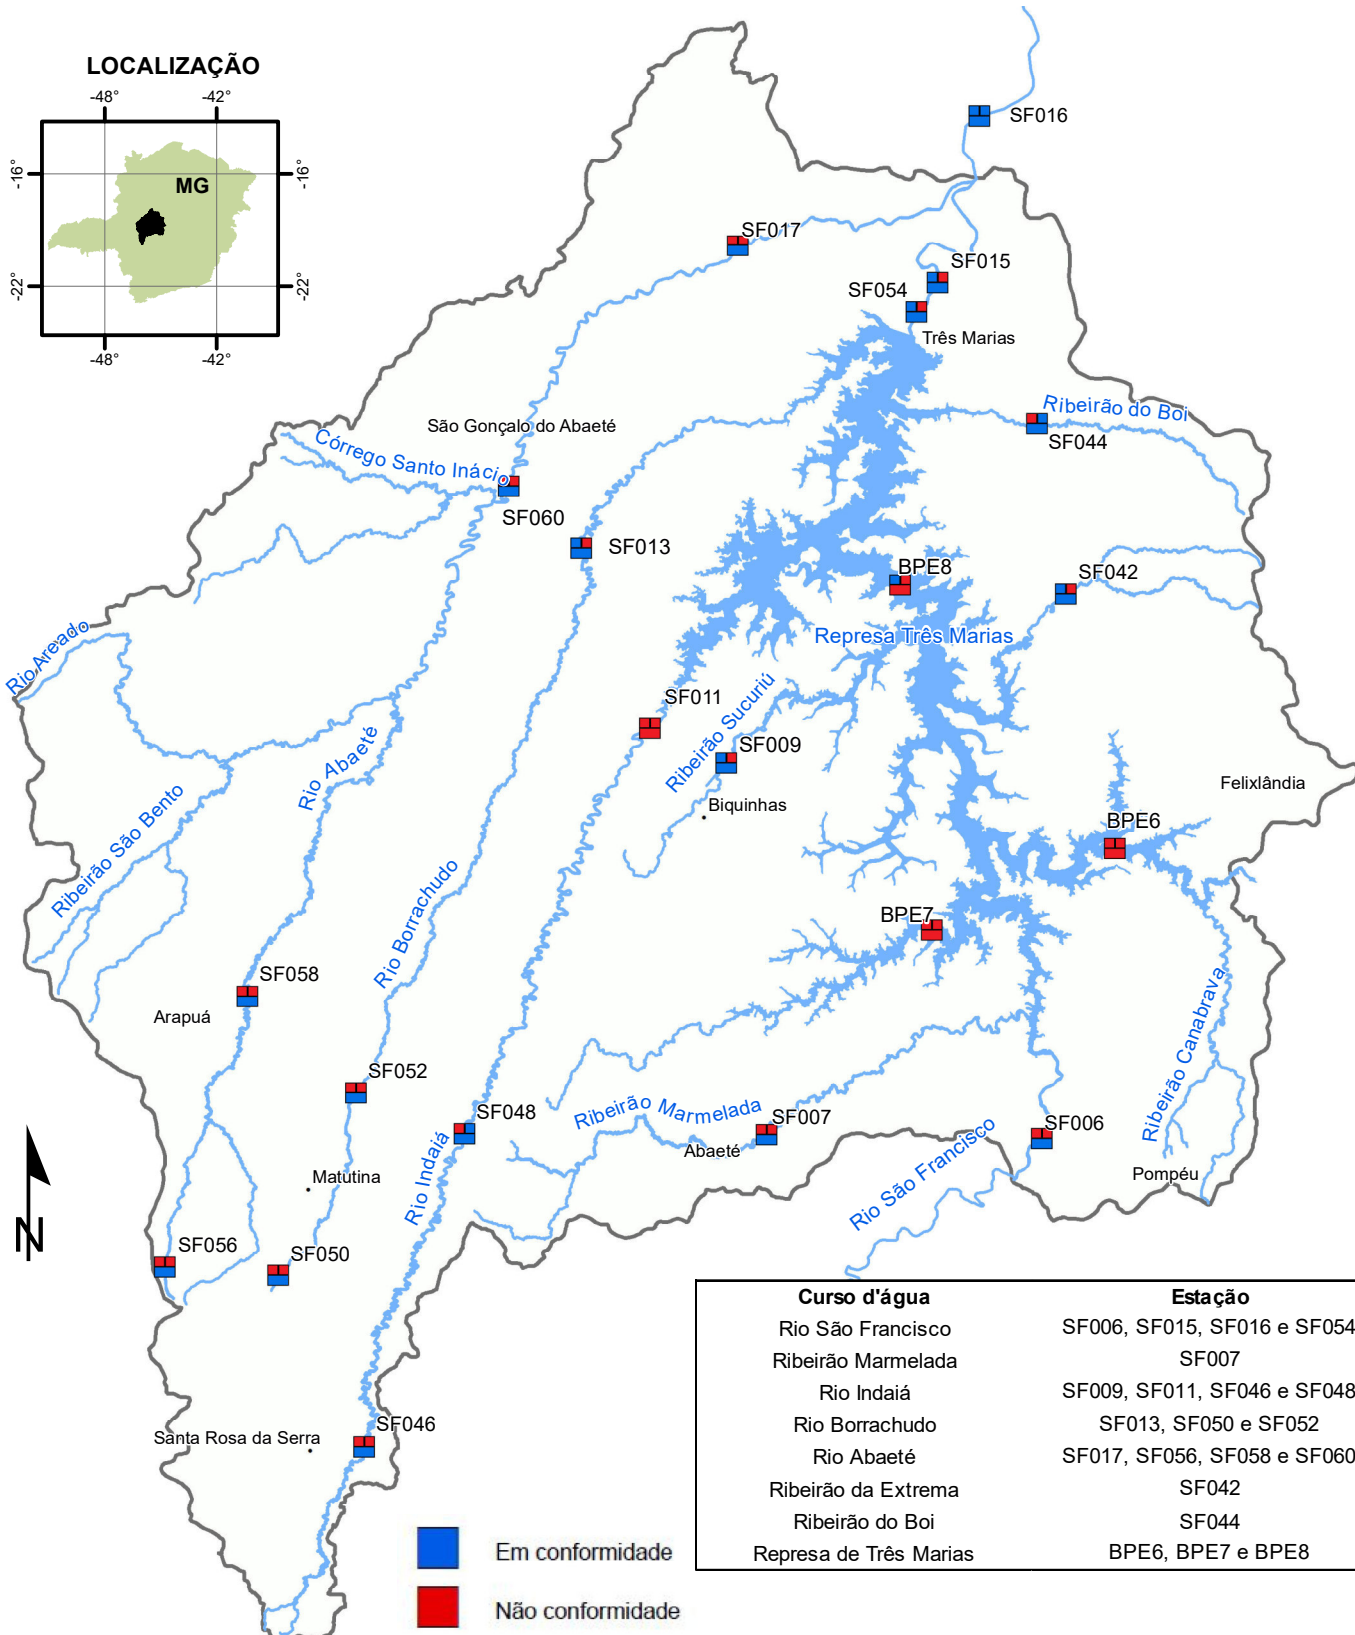 LOCALIZAÇÃO
-48°
-42°
-16°
-16°
MG
-22°
-22°
-48°
-42°
SF016
SF017
SF015
SF054
Três Marias
Ribeirão do Boi
SF044
São Gonçalo do Abaeté
Córrego Santo Inácio
SF060
SF013
BPE8
SF042
Represa Três Marias
Rio Areado
SF011
Ribeirão Sucuriú
SF009
Rio Abaeté
Biquinhas
Felixlândia
BPE6
Ribeirão São Bento
Rio Borrachudo
BPE7
SF058
Arapuá
Ribeirão Canabrava
SF052
SF048
Ribeirão Marmelada
SF007
Abaeté
SF006
Rio São Francisco
Pompéu
Rio Indaiá
Matutina
N
SF056
SF050
SF046
Santa Rosa da Serra
Curso d'água Estação
Rio São Francisco SF006, SF015, SF016 e SF054
Ribeirão Marmelada SF007
Rio Indaiá SF009, SF011, SF046 e SF048
Rio Borrachudo SF013, SF050 e SF052
Rio Abaeté SF017, SF056, SF058 e SF060
Ribeirão da Extrema SF042
Ribeirão do Boi SF044
Represa de Três Marias BPE6, BPE7 e BPE8
Em conformidade
Não conformidade